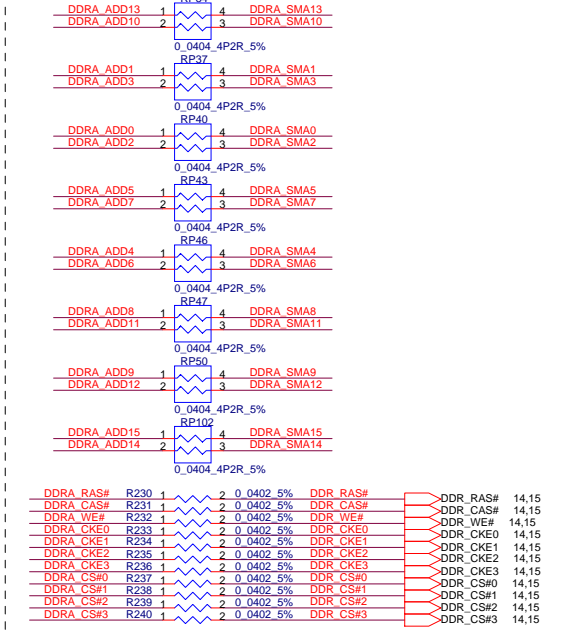 DDRA_ADD13 1 4 DDRA_SMA13
DDRA_ADD10 2 3 DDRA_SMA10
0_0404_4P2R_5%
RP37
DDRA_ADD1 1 4 DDRA_SMA1
DDRA_ADD3 2 3 DDRA_SMA3
0_0404_4P2R_5%
RP40
DDRA_ADD0 1 4 DDRA_SMA0
DDRA_ADD2 2 3 DDRA_SMA2
0_0404_4P2R_5%
RP43
DDRA_ADD5 1 4 DDRA_SMA5
DDRA_ADD7 2 3 DDRA_SMA7
0_0404_4P2R_5%
RP46
DDRA_ADD4 1 4 DDRA_SMA4
DDRA_ADD6 2 3 DDRA_SMA6
0_0404_4P2R_5%
RP47
DDRA_ADD8 1 4 DDRA_SMA8
DDRA_ADD11 2 3 DDRA_SMA11
0_0404_4P2R_5%
RP50
DDRA_ADD9 1 4 DDRA_SMA9
DDRA_ADD12 2 3 DDRA_SMA12
0_0404_4P2R_5%
RP102
DDRA_ADD15 1 4 DDRA_SMA15
DDRA_ADD14 2 3 DDRA_SMA14
0_0404_4P2R_5%
DDRA_RAS# R230 1 2 0_0402_5% DDR_RAS# DDR_RAS# 14,15
DDRA_CAS# R231 1 2 0_0402_5% DDR_CAS# DDR_CAS# 14,15
DDRA_WE# R232 1 2 0_0402_5% DDR_WE# DDR_WE# 14,15
DDRA_CKE0 R233 1 2 0_0402_5% DDR_CKE0 DDR_CKE0 14,15
DDRA_CKE1 R234 1 2 0_0402_5% DDR_CKE1 DDR_CKE1 14,15
DDRA_CKE2 R235 1 2 0_0402_5% DDR_CKE2 DDR_CKE2 14,15
DDRA_CKE3 R236 1 2 0_0402_5% DDR_CKE3 DDR_CKE3 14,15
DDRA_CS#0 R237 1 2 0_0402_5% DDR_CS#0 DDR_CS#0 14,15
DDRA_CS#1 R238 1 2 0_0402_5% DDR_CS#1 DDR_CS#1 14,15
DDRA_CS#2 R239 1 2 0_0402_5% DDR_CS#2 DDR_CS#2 14,15
DDRA_CS#3 R240 1 2 0_0402_5% DDR_CS#3 DDR_CS#3 14,15